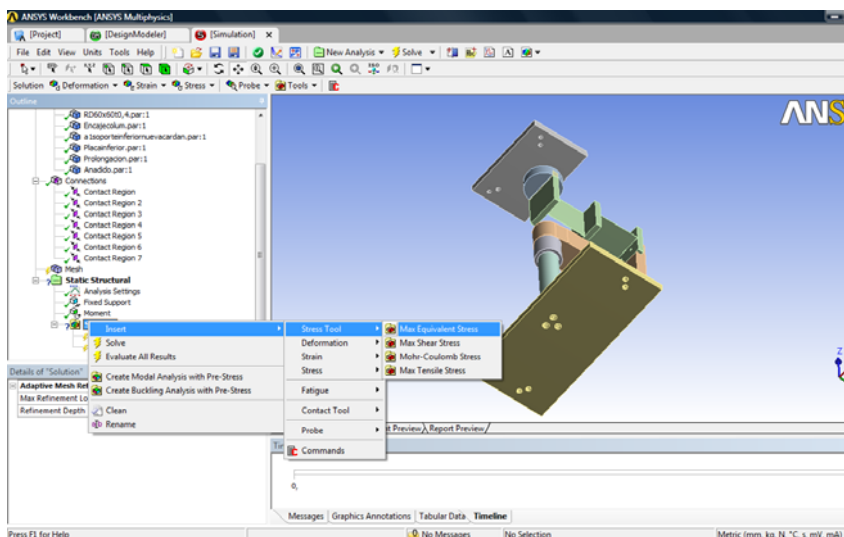 ANSYS Workbench [ANSYS Multiphysics]
[Project] [DesignModeler] [Simulation] x
File Edit View Units Tools Help New Analysis Solve
Solution Deformation Strain Stress Probe Tools
Outline
RD60x60t0,4.par:1
Encajecolum.par:1
a1soporteinferiornuevacardan.par:1
Placainferior.par:1
Prolongacion.par:1
Anadido.par:1
Connections
Contact Region
Contact Region 2
Contact Region 3
Contact Region 4
Contact Region 5
Contact Region 6
Contact Region 7
Mesh
Static Structural
Analysis Settings
Fixed Support
Moment
Insert
Solve
Evaluate All Results
Create Modal Analysis with Pre-Stress
Create Buckling Analysis with Pre-Stress
Clean
Rename
Stress Tool
Deformation
Strain
Stress
Fatigue
Contact Tool
Probe
Commands
Max Equivalent Stress
Max Shear Stress
Mohr-Coulomb Stress
Max Tensile Stress
Details of "Solution"
Adaptive Mesh Ref
Max Refinement Lo
Refinement Depth
ANS
Z
nt Preview Report Preview
0,
Messages Graphics Annotations Tabular Data Timeline
Press F1 for Help No Messages No Selection Metric (mm, kg, N, °C, s, mV, mA)